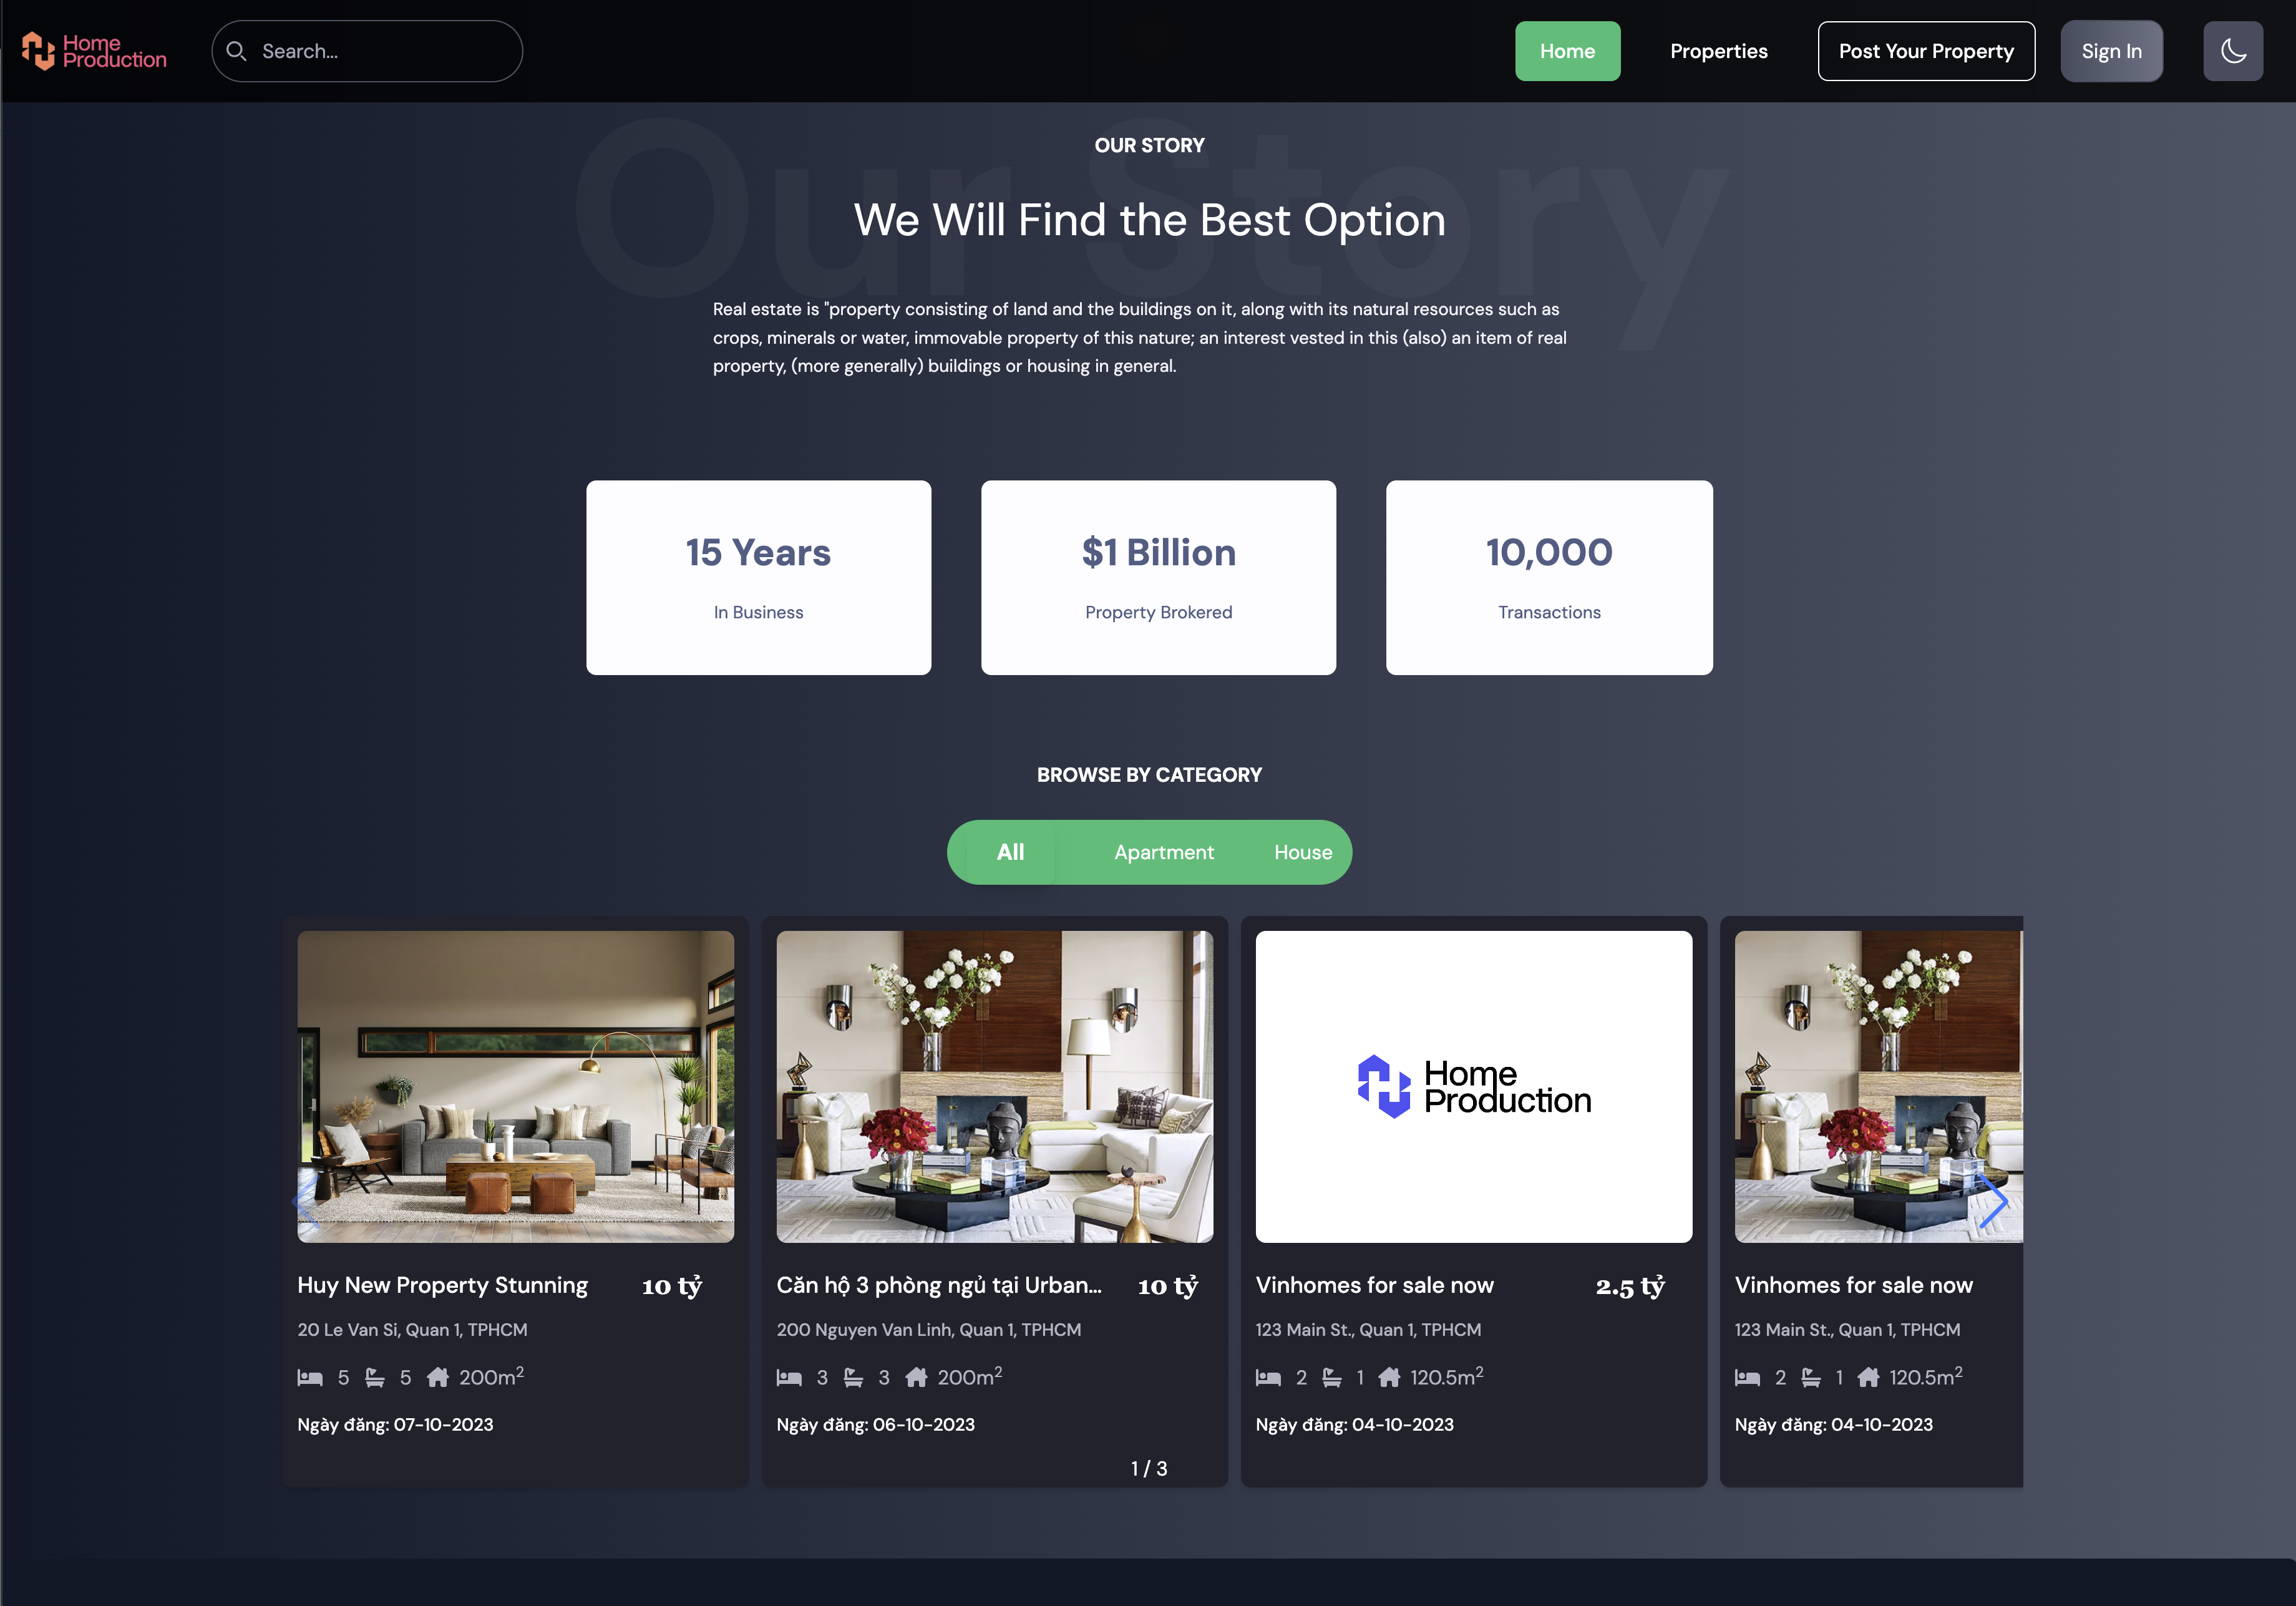 Home
Production
Search...
Home
Properties
Post Your Property
Sign In
Our Story
OUR STORY
We Will Find the Best Option
Real estate is "property consisting of land and the buildings on it, along with its natural resources such as
crops, minerals or water, immovable property of this nature; an interest vested in this (also) an item of real
property, (more generally) buildings or housing in general.
15 Years
In Business
$1 Billion
Property Brokered
10,000
Transactions
BROWSE BY CATEGORY
All
Apartment
House
Huy New Property Stunning
10 tỷ
20 Le Van Si, Quan 1, TPHCM
5 5 200m²
Ngày đăng: 07-10-2023
Căn hộ 3 phòng ngủ tại Urban...
10 tỷ
200 Nguyen Van Linh, Quan 1, TPHCM
3 3 200m²
Ngày đăng: 06-10-2023
Home
Production
Vinhomes for sale now
2.5 tỷ
123 Main St., Quan 1, TPHCM
2 1 120.5m²
Ngày đăng: 04-10-2023
Vinhomes for sale now
123 Main St., Quan 1, TPHCM
2 1 120.5m²
Ngày đăng: 04-10-2023
1 / 3